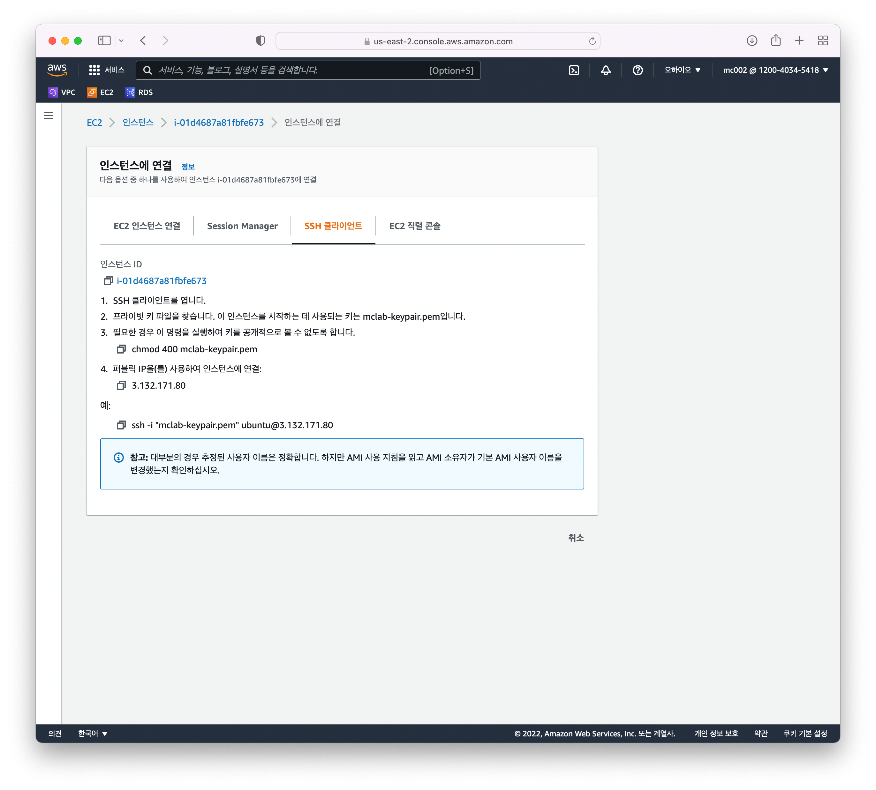 us-east-2.console.aws.amazon.com
aws
서비스
서비스, 기능, 블로그, 설명서 등을 검색합니다.
[Option+S]
오하이오 ▼
mc002 @ 1200-4034-5418 ▼
VPC
EC2
RDS
EC2 > 인스턴스 > i-01d4687a81fbfe673 > 인스턴스에 연결
인스턴스에 연결 정보
다음 옵션 중 하나를 사용하여 인스턴스 i-01d4687a81fbfe673에 연결
EC2 인스턴스 연결
Session Manager
SSH 클라이언트
EC2 직렬 콘솔
인스턴스 ID
i-01d4687a81fbfe673
1. SSH 클라이언트를 엽니다.
2. 프라이빗 키 파일을 찾습니다. 이 인스턴스를 시작하는 데 사용되는 키는 mclab-keypair.pem입니다.
3. 필요한 경우 이 명령을 실행하여 키를 공개적으로 볼 수 없도록 합니다.
chmod 400 mclab-keypair.pem
4. 퍼블릭 IP을(를) 사용하여 인스턴스에 연결:
3.132.171.80
예:
ssh -i "mclab-keypair.pem" ubuntu@3.132.171.80
참고: 대부분의 경우 추정된 사용자 이름은 정확합니다. 하지만 AMI 사용 지침을 읽고 AMI 소유자가 기본 AMI 사용자 이름을
변경했는지 확인하십시오.
취소
의견
한국어 ▼
© 2022, Amazon Web Services, Inc. 또는 계열사.
개인 정보 보호
약관
쿠키 기본 설정